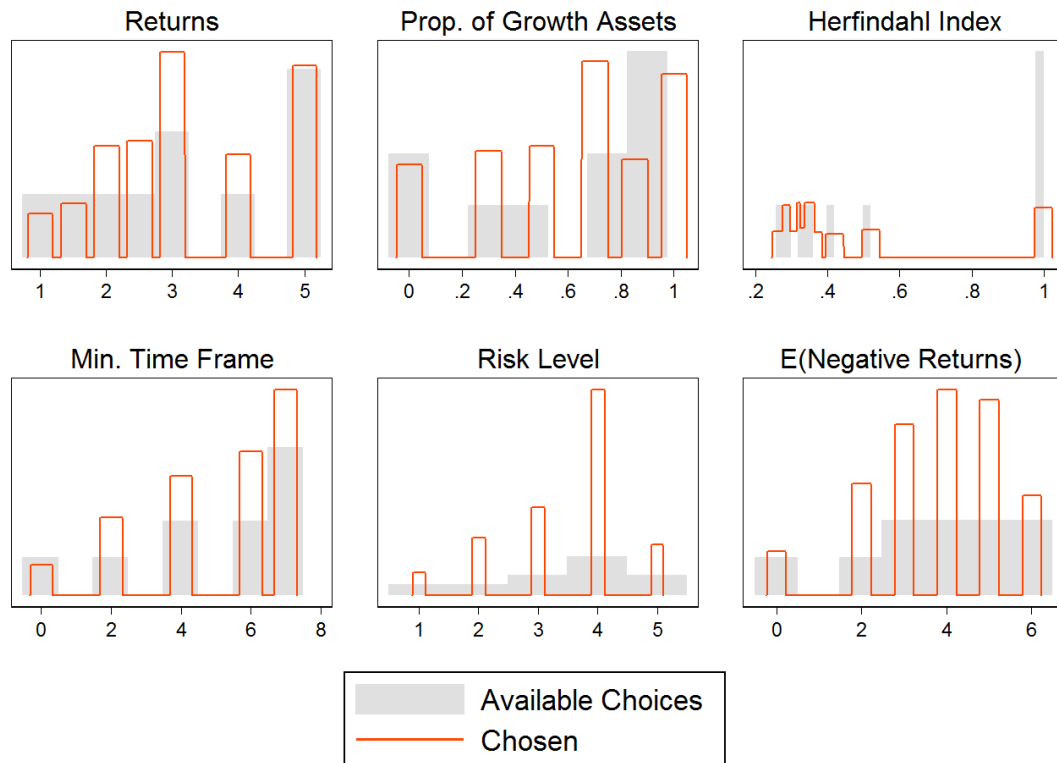 Returns
1 2 3 4 5
Prop. of Growth Assets
0 .2 .4 .6 .8 1
Herfindahl Index
.2 .4 .6 .8 1
Min. Time Frame
0 2 4 6 8
Risk Level
1 2 3 4 5
E(Negative Returns)
0 2 4 6
Available Choices
Chosen